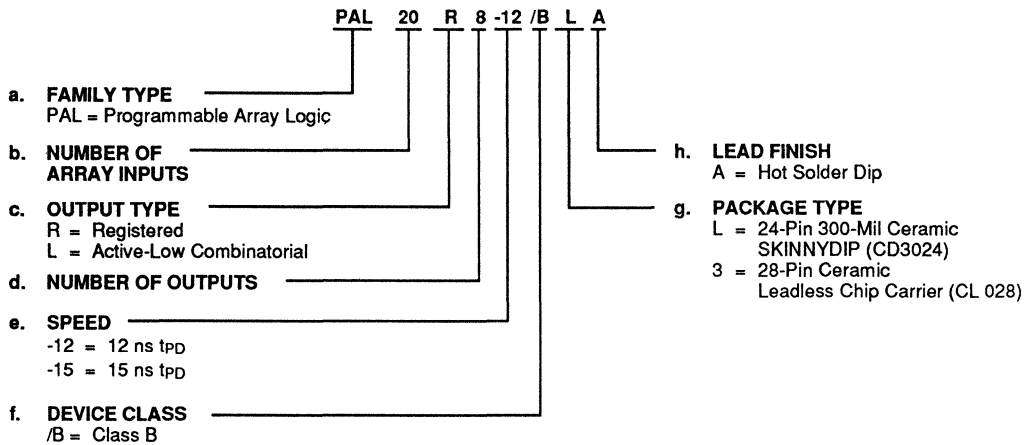 PAL 20 R 8 -12 /B L A
a. FAMILY TYPE
PAL = Programmable Array Logic
b. NUMBER OF
ARRAY INPUTS
c. OUTPUT TYPE
R = Registered
L = Active-Low Combinatorial
d. NUMBER OF OUTPUTS
e. SPEED
-12 = 12 ns tPD
-15 = 15 ns tPD
f. DEVICE CLASS
/B = Class B
h. LEAD FINISH
A = Hot Solder Dip
g. PACKAGE TYPE
L = 24-Pin 300-Mil Ceramic
SKINNYDIP (CD3024)
3 = 28-Pin Ceramic
Leadless Chip Carrier (CL 028)